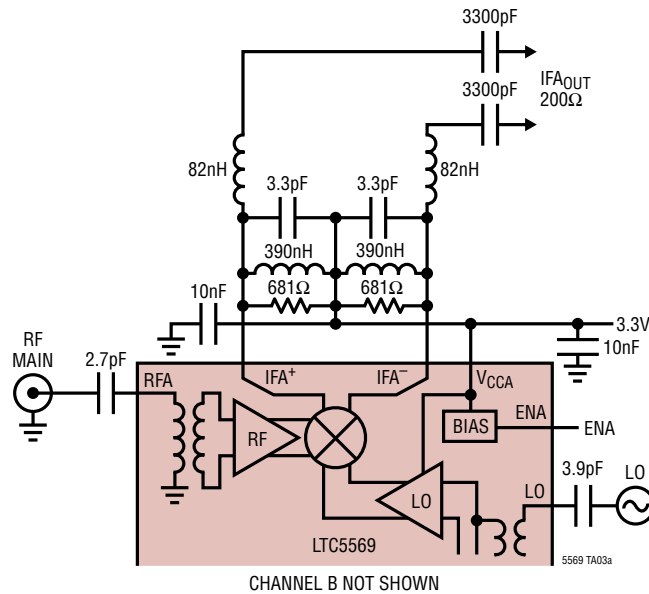 3300pF
IFAOUT
200Ω
3300pF
82nH
3.3pF
3.3pF
82nH
390nH
390nH
681Ω
681Ω
10nF
3.3V
10nF
RF
MAIN
2.7pF
RFA
IFA+
IFA−
VCCA
RF
BIAS
ENA
ENA
3.9pF
LO
LO
LO
LTC5569
5569 TA03a
CHANNEL B NOT SHOWN